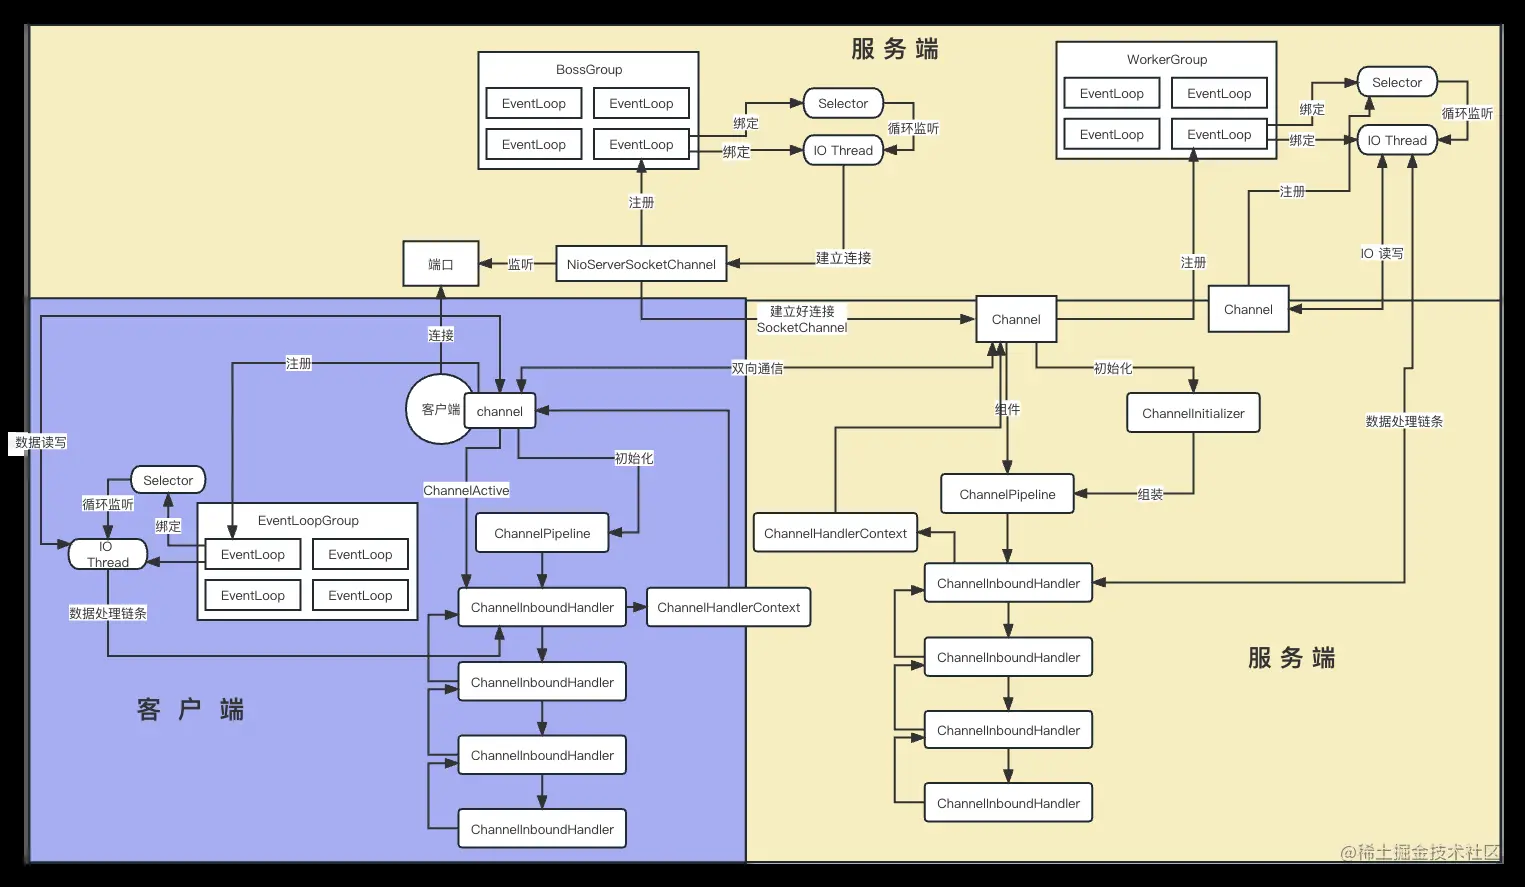 服务端
BossGroup
EventLoop
EventLoop
EventLoop
EventLoop
绑定
绑定
Selector
循环监听
IO Thread
注册
建立连接
端口
监听
NioServerSocketChannel
WorkerGroup
EventLoop
EventLoop
EventLoop
EventLoop
绑定
绑定
Selector
循环监听
IO Thread
注册
IO 读写
注册
Channel
建立好连接
SocketChannel
Channel
连接
注册
双向通信
初始化
客户端
channel
组件
ChannelInitializer
数据处理链条
数据读写
初始化
Selector
循环监听
绑定
ChannelActive
ChannelPipeline
组装
EventLoopGroup
EventLoop
EventLoop
EventLoop
EventLoop
IO
Thread
数据处理链条
ChannelPipeline
ChannelHandlerContext
ChannelInboundHandler
ChannelHandlerContext
ChannelInboundHandler
ChannelInboundHandler
ChannelInboundHandler
ChannelInboundHandler
ChannelInboundHandler
ChannelInboundHandler
ChannelInboundHandler
客户端
服务端
@稀土掘金技术社区